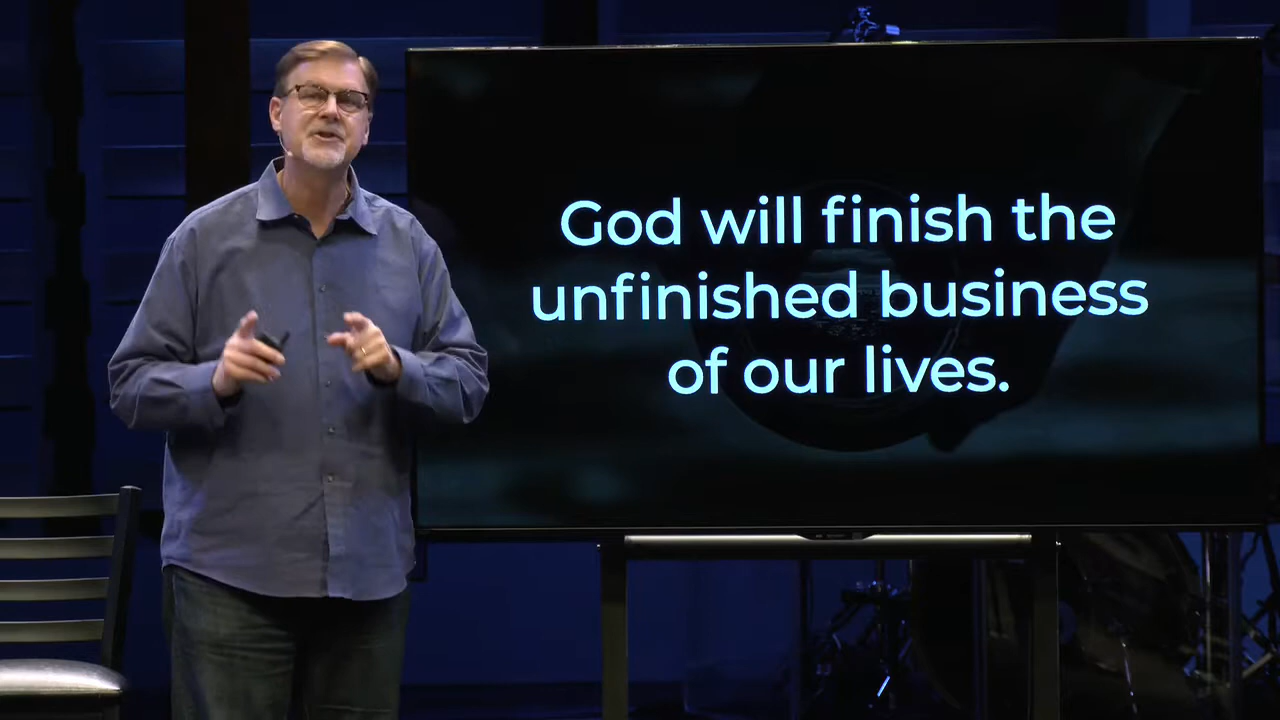 God will finish the
unfinished business
of our lives.